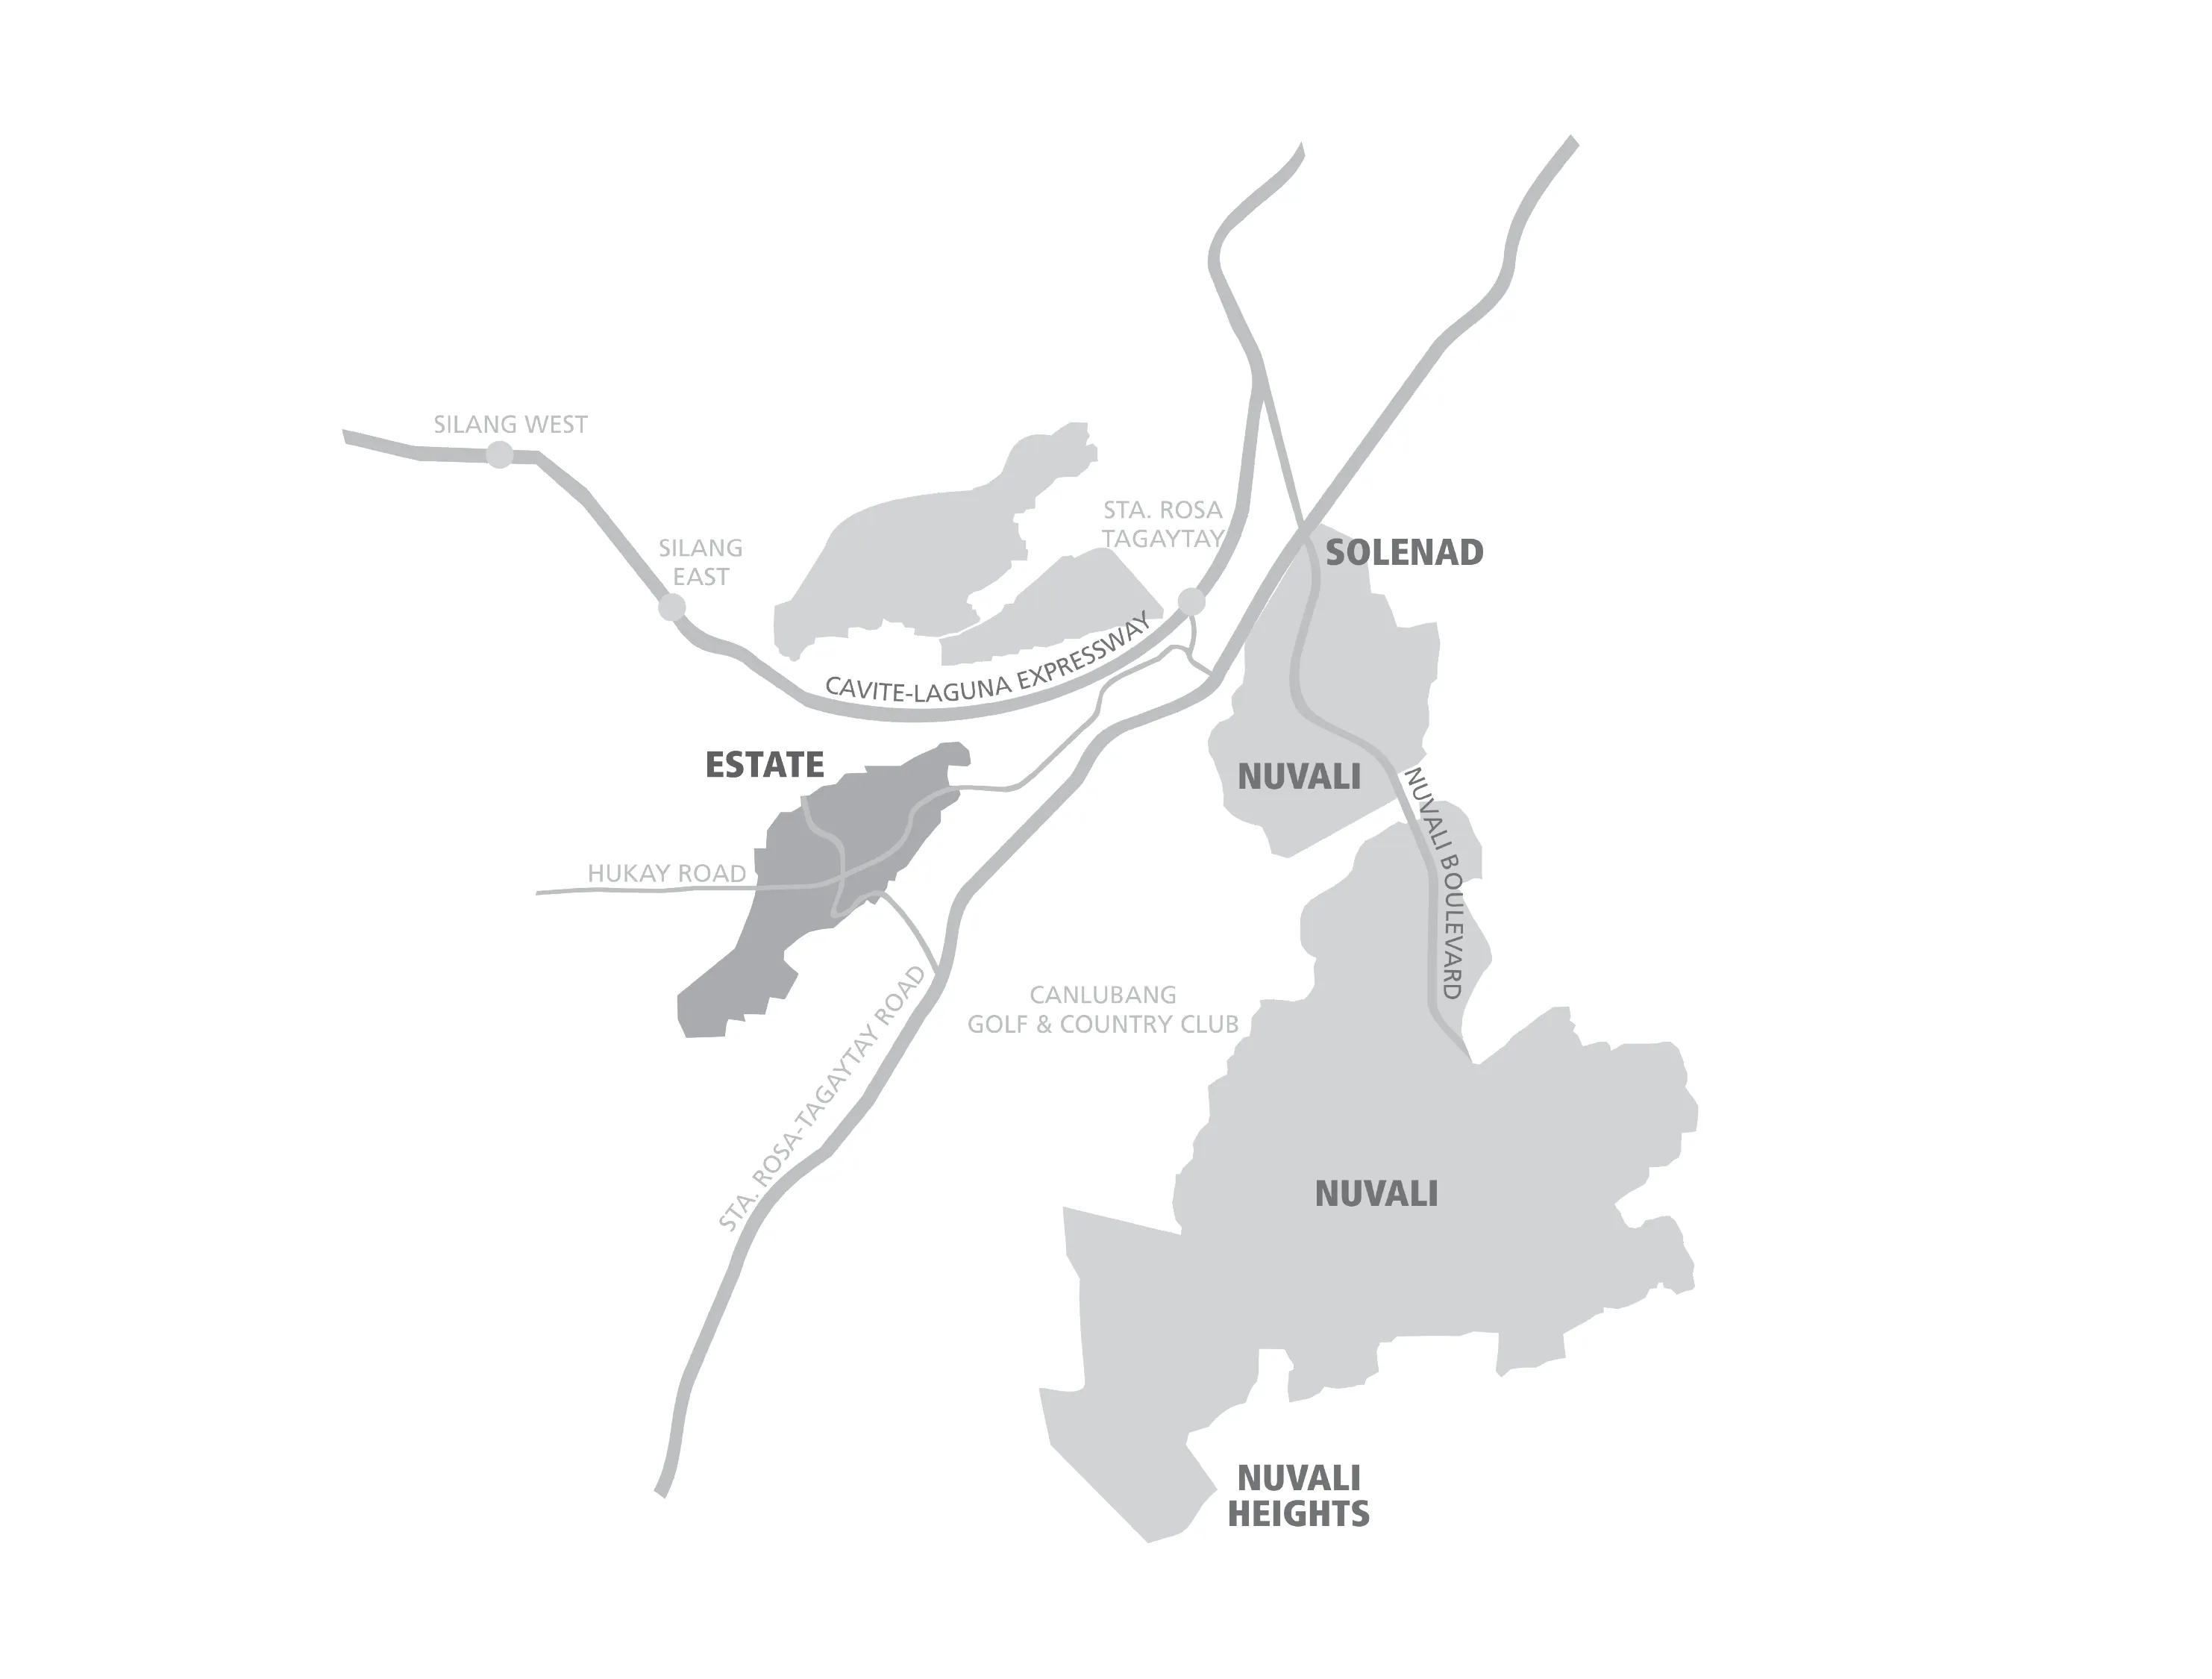 SILANG WEST
STA. ROSA
TAGAYTAY
SILANG
EAST
SOLENAD
CAVITE-LAGUNA EXPRESSWAY
ESTATE
NUVALI
NUVALI BOULEVARD
HUKAY ROAD
CANLUBANG
GOLF & COUNTRY CLUB
STA. ROSA-TAGAYTAY ROAD
NUVALI
NUVALI
HEIGHTS